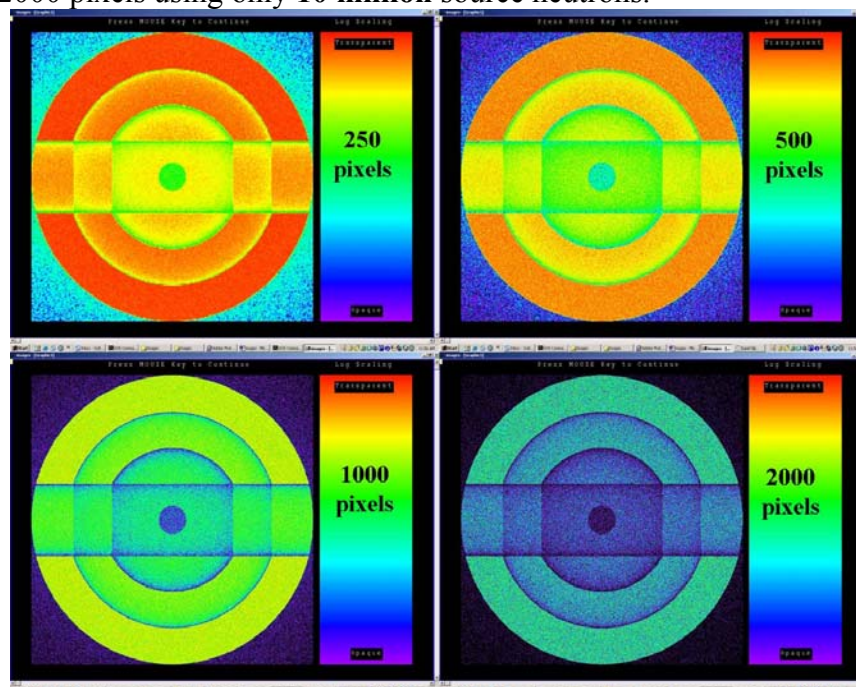 2000 pixels using only 10 million source neutrons.
Press MOUSE Key to Continue Log Scaling
Transparent
250
pixels
Opaque
Press MOUSE Key to Continue Log Scaling
Transparent
500
pixels
Opaque
Press MOUSE Key to Continue Log Scaling
Transparent
1000
pixels
Opaque
Press MOUSE Key to Continue Log Scaling
Transparent
2000
pixels
Opaque